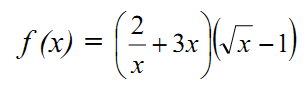 f(x) = (2/x + 3x)(√x − 1)